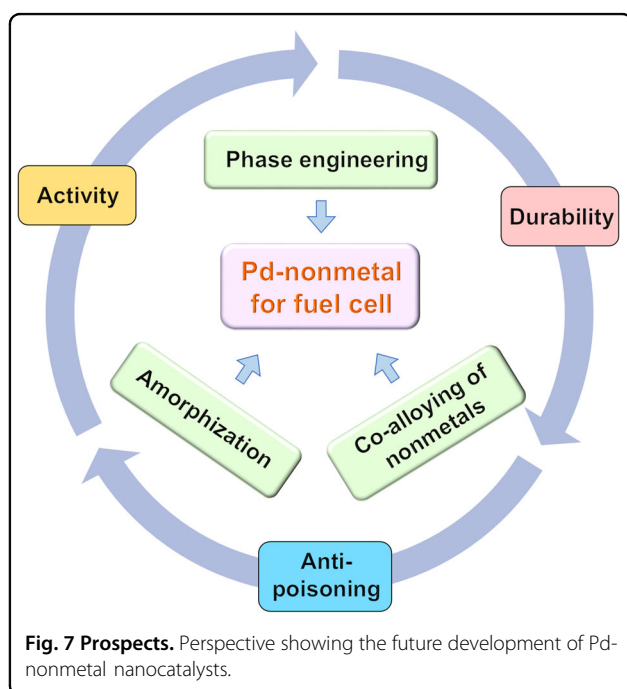 Phase engineering
Activity
Durability
Pd-nonmetal
for fuel cell
Amorphization
Co-alloying of
nonmetals
Anti-
poisoning
Fig. 7 Prospects. Perspective showing the future development of Pd-
nonmetal nanocatalysts.